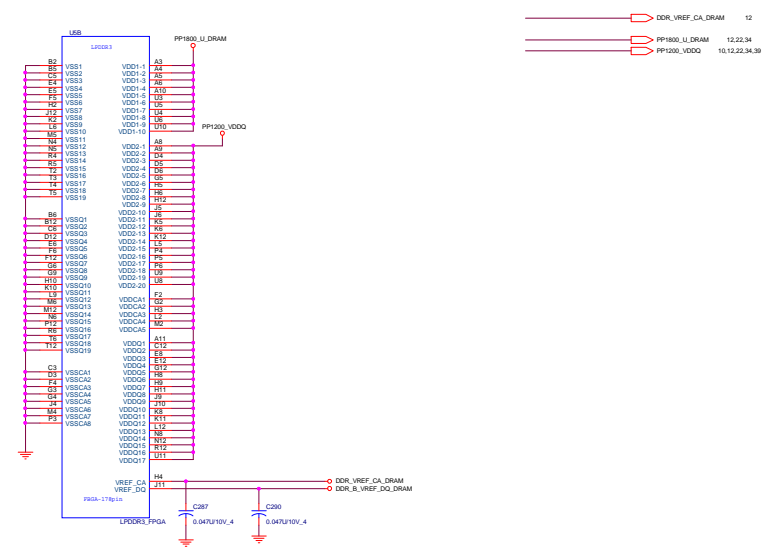 DDR_VREF_CA_DRAM 12
PP1800_U_DRAM 12,22,34
PP1200_VDDQ 10,12,22,34,39
U5B
LPDDR3
PP1800_U_DRAM
PP1200_VDDQ
B2 VSS1
B5 VSS2
C5 VSS3
E4 VSS4
E5 VSS5
F5 VSS6
H2 VSS7
J12 VSS8
K2 VSS9
L6 VSS10
M5 VSS11
N4 VSS12
N5 VSS13
R4 VSS14
R5 VSS15
T2 VSS16
T3 VSS17
T4 VSS18
T5 VSS19
B6 VSSQ1
B12 VSSQ2
C6 VSSQ3
D12 VSSQ4
E6 VSSQ5
F6 VSSQ6
F12 VSSQ7
G6 VSSQ8
G9 VSSQ9
H10 VSSQ10
K10 VSSQ11
L9 VSSQ12
M6 VSSQ13
M12 VSSQ14
N6 VSSQ15
P12 VSSQ16
R6 VSSQ17
T6 VSSQ18
T12 VSSQ19
C3 VSSCA1
D3 VSSCA2
F4 VSSCA3
G3 VSSCA4
G4 VSSCA5
J4 VSSCA6
M4 VSSCA7
P3 VSSCA8
VDD1-1 A3
VDD1-2 A4
VDD1-3 A5
VDD1-4 A6
VDD1-5 A10
VDD1-6 U3
VDD1-7 U5
VDD1-8 U4
VDD1-9 U6
VDD1-10 U10
VDD2-1 A8
VDD2-2 A9
VDD2-3 D4
VDD2-4 D5
VDD2-5 D6
VDD2-6 G5
VDD2-7 H5
VDD2-8 H6
VDD2-9 H12
VDD2-10 J5
VDD2-11 J6
VDD2-12 K5
VDD2-13 K6
VDD2-14 K12
VDD2-15 L5
VDD2-16 P4
VDD2-17 P5
VDD2-18 P6
VDD2-19 U9
VDD2-20 U8
VDDCA1 F2
VDDCA2 G2
VDDCA3 H3
VDDCA4 L2
VDDCA5 M2
VDDQ1 A11
VDDQ2 C12
VDDQ3 E8
VDDQ4 E12
VDDQ5 G12
VDDQ6 H8
VDDQ7 H9
VDDQ8 H11
VDDQ9 J9
VDDQ10 J10
VDDQ11 K8
VDDQ12 K11
VDDQ13 L12
VDDQ14 N8
VDDQ15 N12
VDDQ16 R12
VDDQ17 U11
VREF_CA H4 DDR_VREF_CA_DRAM
VREF_DQ J11 DDR_B_VREF_DQ_DRAM
FBGA-178pin
C287 C290
LPDDR3_FPGA 0.047U/10V_4 0.047U/10V_4